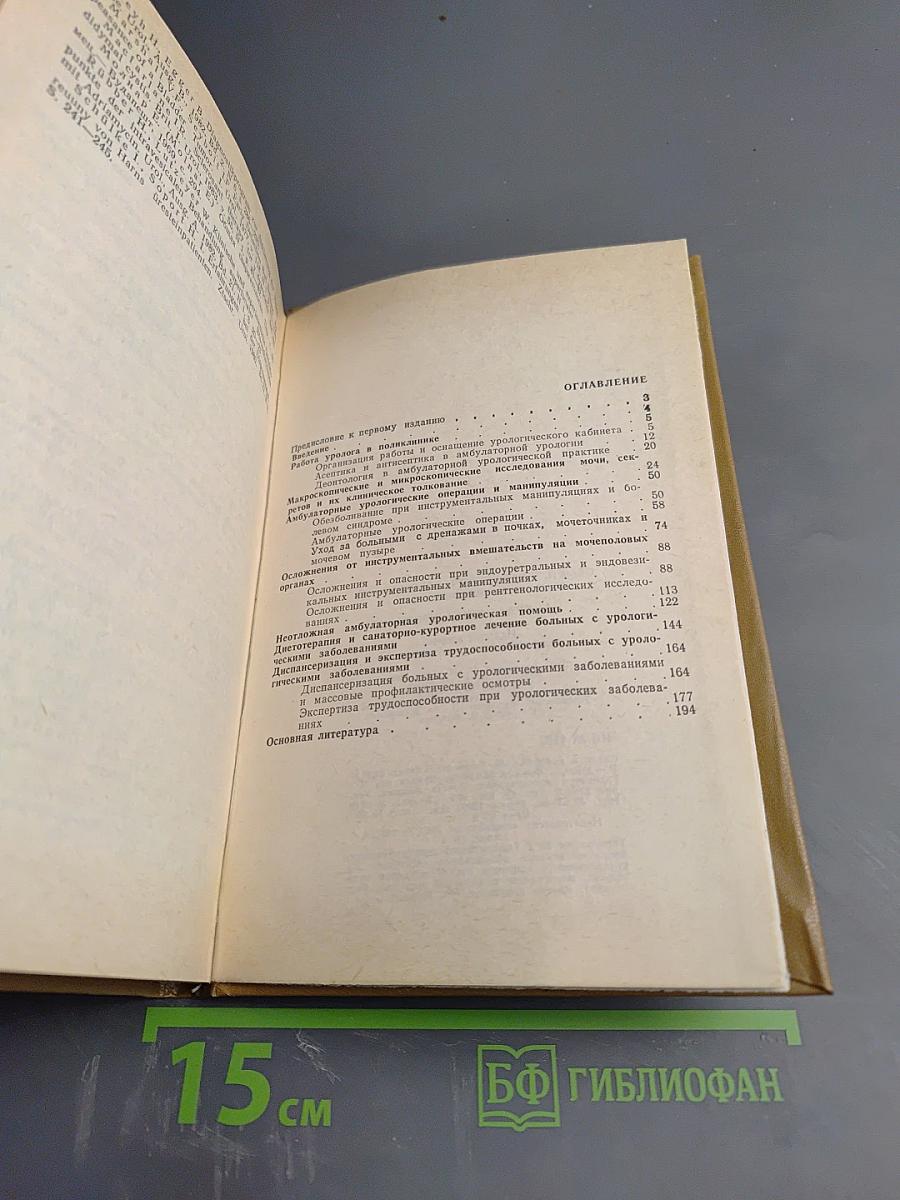 S. 241—245.
ОГЛАВЛЕНИЕ
Предисловие к первому изданию . . . . . . . . . 3
Введение . . . . . . . . . 4
Работа уролога в поликлинике . . . . . . . . . 5
Организация работы и оснащение урологического кабинета . 5
Асептика и антисептика в амбулаторной урологии . . . 12
Деонтология в амбулаторной урологической практике . . 20
Макроскопические и микроскопические исследования мочи, сек-
ретов и их клиническое толкование . . . . . . . 24
Амбулаторные урологические операции и манипуляции . . . 50
Обезболивание при инструментальных манипуляциях и бо-
левом синдроме . . . . . . . . . 50
Амбулаторные урологические операции . . . . . 58
Уход за больными с дренажами в почках, мочеточниках и
мочевом пузыре . . . . . . . . . 74
Осложнения от инструментальных вмешательств на мочеполовых
органах . . . . . . . . . 88
Осложнения и опасности при эндоуретральных и эндовези-
кальных инструментальных манипуляциях . . . . . 88
Осложнения и опасности при рентгенологических исследо-
ваниях . . . . . . . . . 113
Неотложная амбулаторная урологическая помощь . . . . 122
Диетотерапия и санаторно-курортное лечение больных с урологи-
ческими заболеваниями . . . . . . . . . 144
Диспансеризация и экспертиза трудоспособности больных с уроло-
гическими заболеваниями . . . . . . . . . 164
Диспансеризация больных с урологическими заболеваниями
и массовые профилактические осмотры . . . . . . 164
Экспертиза трудоспособности при урологических заболева-
ниях . . . . . . . . . 177
Основная литература . . . . . . . . . 194
15 см
БФ ГИБЛИОФАН